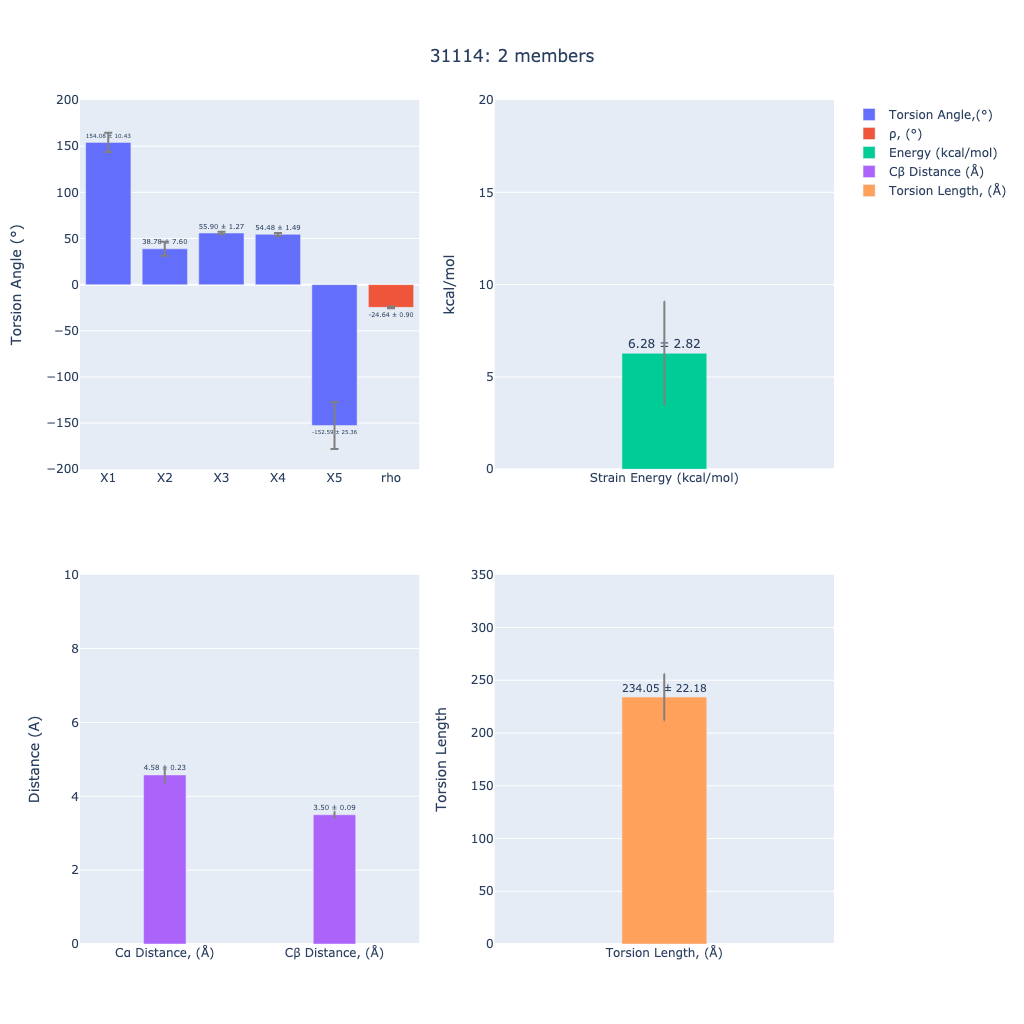 31114: 2 members
Torsion Angle (°)
200
150
100
50
0
−50
−100
−150
−200
154.08 ± 10.43
38.78 ± 7.60
55.90 ± 1.27
54.48 ± 1.49
-152.59 ± 25.36
-24.64 ± 0.90
X1
X2
X3
X4
X5
rho
kcal/mol
20
15
10
5
0
6.28 ± 2.82
Strain Energy (kcal/mol)
Torsion Angle,(°)
ρ, (°)
Energy (kcal/mol)
Cβ Distance (Å)
Torsion Length, (Å)
Distance (A)
10
8
6
4
2
0
4.58 ± 0.23
3.50 ± 0.09
Cα Distance, (Å)
Cβ Distance, (Å)
Torsion Length
350
300
250
200
150
100
50
0
234.05 ± 22.18
Torsion Length, (Å)